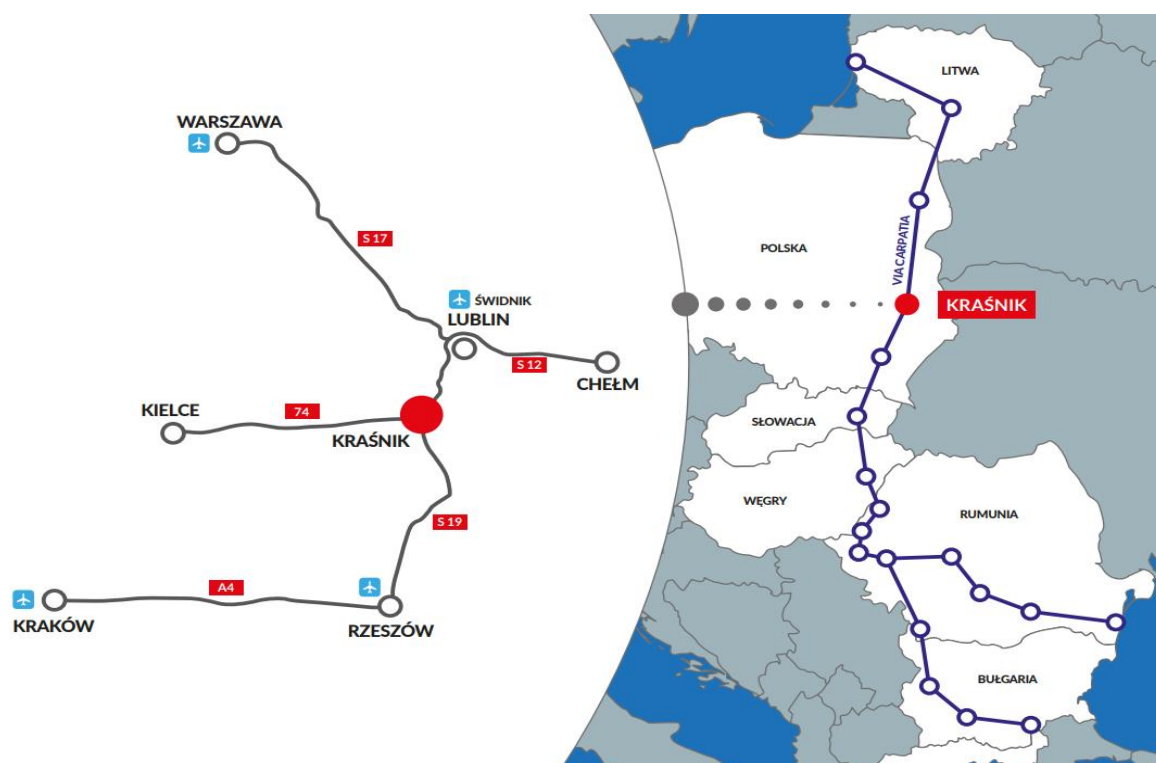 WARSZAWA
S 17
ŚWIDNIK
LUBLIN
S 12
CHEŁM
KIELCE
74
KRAŚNIK
S 19
A4
KRAKÓW
RZESZÓW
LITWA
POLSKA
VIA CARPATIA
KRAŚNIK
SŁOWACJA
WĘGRY
RUMUNIA
BUŁGARIA